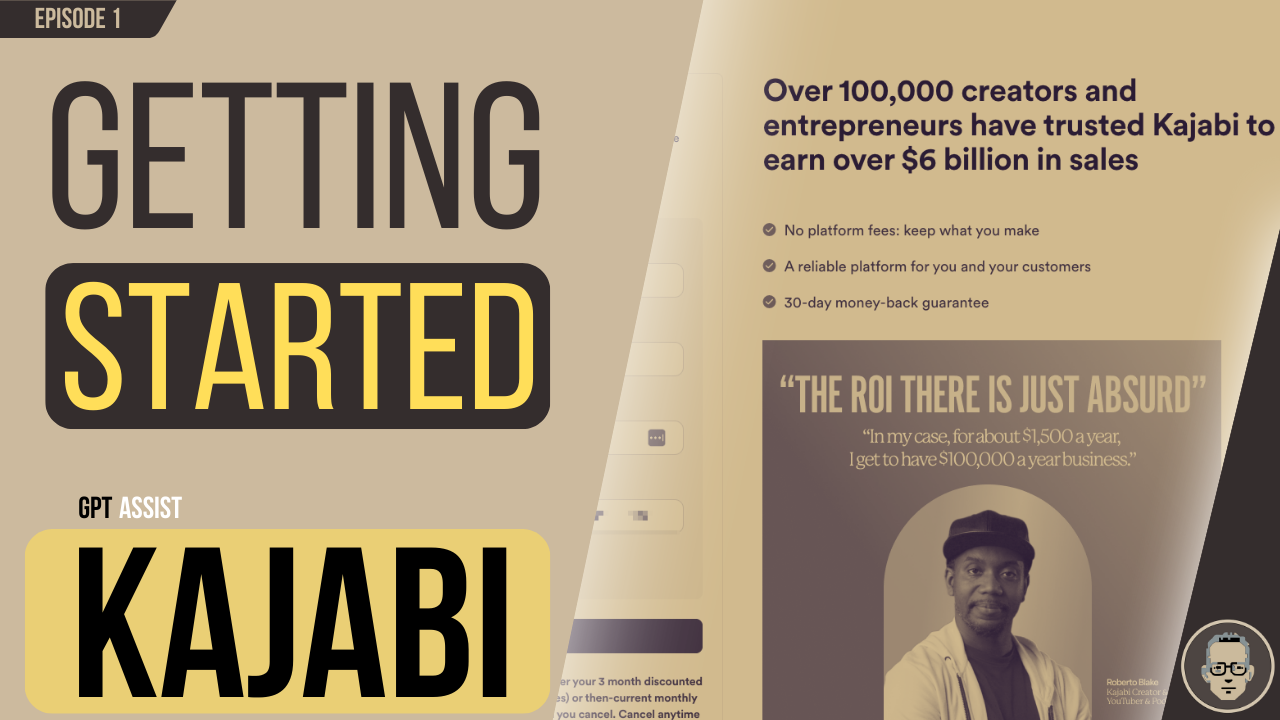 EPISODE 1
GETTING
STARTED
GPT ASSIST
KAJABI
Over 100,000 creators and
entrepreneurs have trusted Kajabi to
earn over $6 billion in sales
No platform fees: keep what you make
A reliable platform for you and your customers
30-day money-back guarantee
“THE ROI THERE IS JUST ABSURD”
“In my case, for about $1,500 a year,
I get to have $100,000 a year business.”
Roberto Blake
Kajabi Creator &
YouTuber &
er your 3 month discounted
es) or then-current monthly
you cancel. Cancel anytime